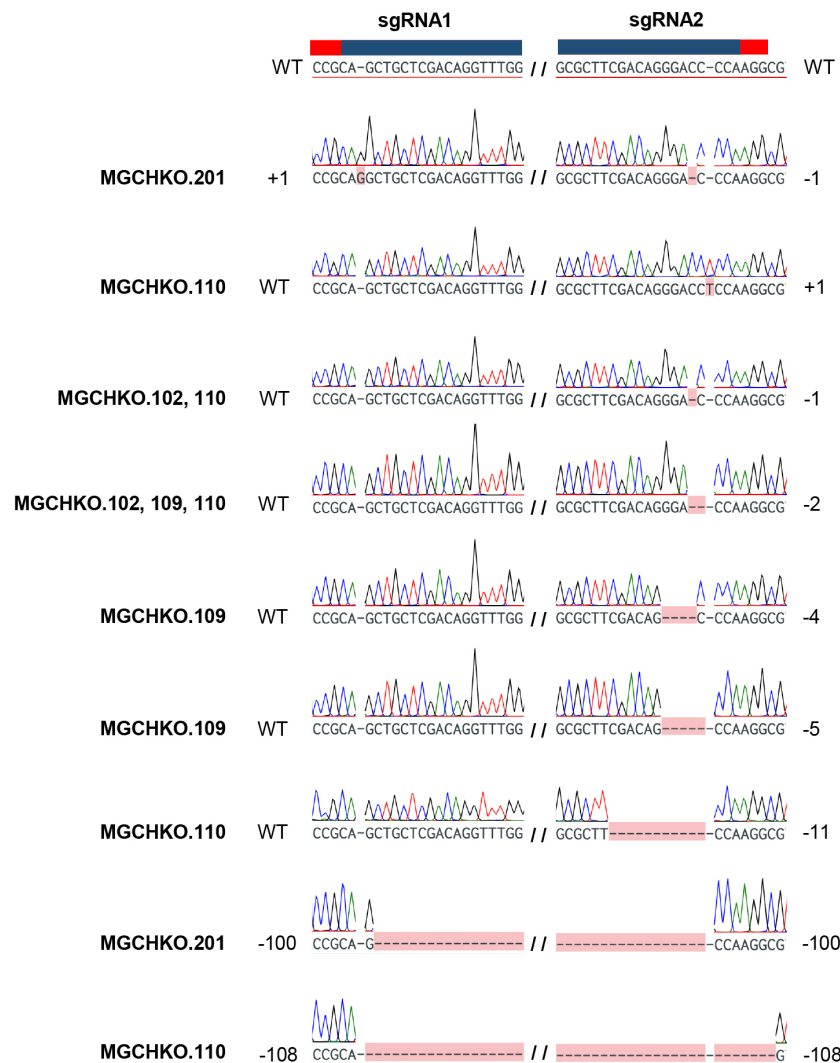 sgRNA1 sgRNA2
WT CCGCA-GCTGCTCGACAGGTTTGG // GCGCTTCGACAGGGACC-CCAAGGCG WT
MGCHKO.201 +1 CCGCAGGCTGCTCGACAGGTTTGG // GCGCTTCGACAGGGA-C-CCAAGGCG -1
MGCHKO.110 WT CCGCA-GCTGCTCGACAGGTTTGG // GCGCTTCGACAGGGACCTCCAAGGCG +1
MGCHKO.102, 110 WT CCGCA-GCTGCTCGACAGGTTTGG // GCGCTTCGACAGGGA-C-CCAAGGCG -1
MGCHKO.102, 109, 110 WT CCGCA-GCTGCTCGACAGGTTTGG // GCGCTTCGACAGGGA---CCAAGGCG -2
MGCHKO.109 WT CCGCA-GCTGCTCGACAGGTTTGG // GCGCTTCGACAG----C-CCAAGGCG -4
MGCHKO.109 WT CCGCA-GCTGCTCGACAGGTTTGG // GCGCTTCGACAG------CCAAGGCG -5
MGCHKO.110 WT CCGCA-GCTGCTCGACAGGTTTGG // GCGCTT------------CCAAGGCG -11
MGCHKO.201 -100 CCGCA-G----------------- // ------------------CCAAGGCG -100
MGCHKO.110 -108 CCGCA------------------- // -------------------------G -108